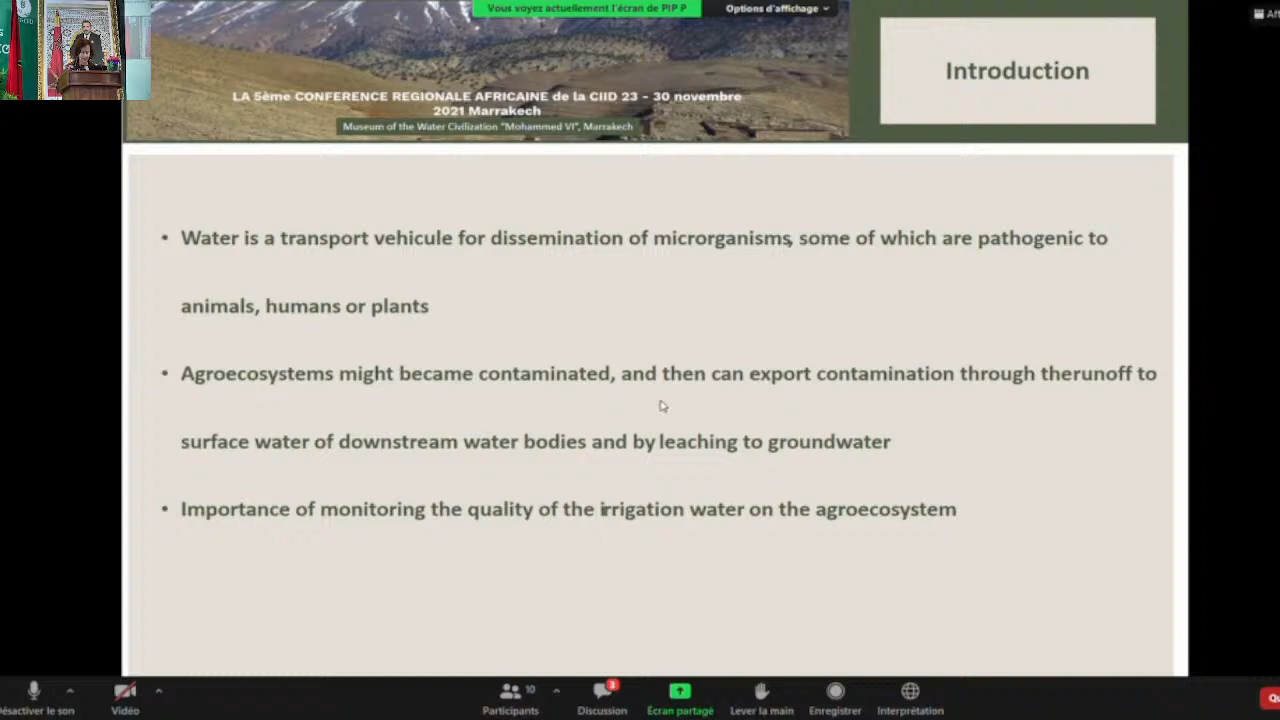 Vous voyez actuellement l'écran de PIP P
Options d'affichage
LA 5ème CONFERENCE REGIONALE AFRICAINE de la CIID 23 - 30 novembre
2021 Marrakech
Museum of the Water Civilization "Mohammed VI", Marrakech
Introduction
• Water is a transport vehicule for dissemination of microrganisms, some of which are pathogenic to
animals, humans or plants
• Agroecosystems might became contaminated, and then can export contamination through therunoff to
surface water of downstream water bodies and by leaching to groundwater
• Importance of monitoring the quality of the irrigation water on the agroecosystem
Désactiver le son
Vidéo
Participants
10
Discussion
3
Écran partagé
Lever la main
Enregistrer
Interprétation